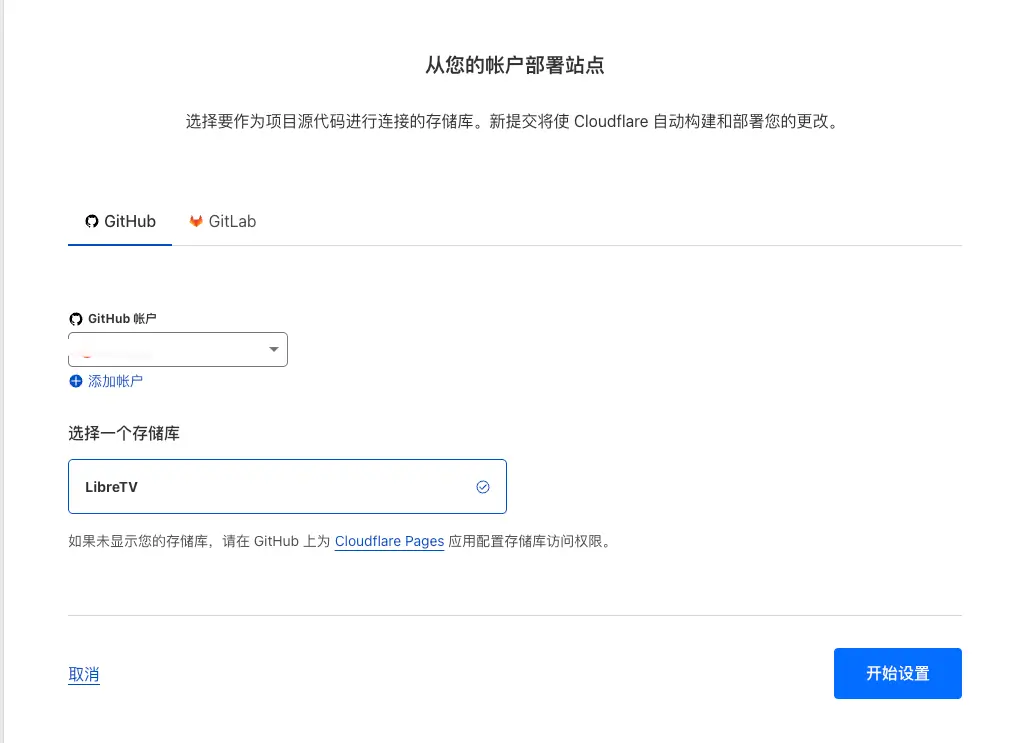 从您的帐户部署站点
选择要作为项目源代码进行连接的存储库。新提交将使 Cloudflare 自动构建和部署您的更改。
GitHub GitLab
GitHub 帐户
添加帐户
选择一个存储库
LibreTV
如果未显示您的存储库，请在 GitHub 上为 Cloudflare Pages 应用配置存储库访问权限。
取消 开始设置